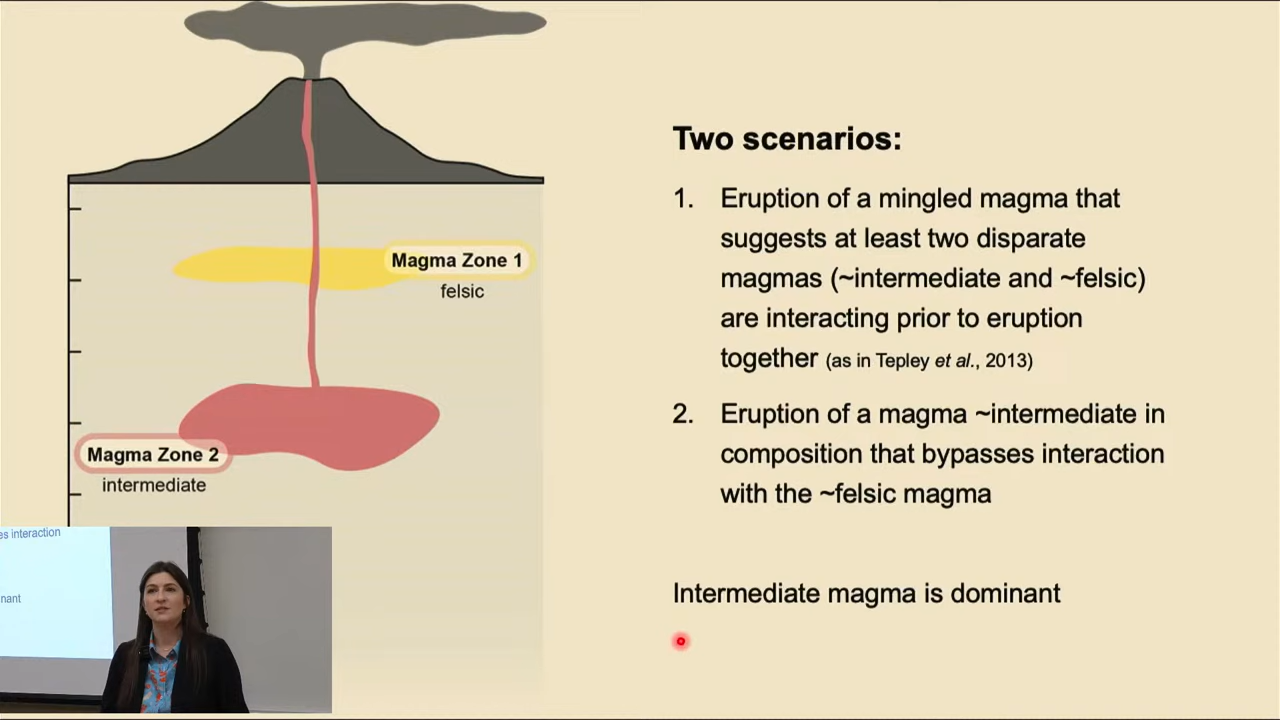 Two scenarios:
1. Eruption of a mingled magma that
suggests at least two disparate
magmas (~intermediate and ~felsic)
are interacting prior to eruption
together (as in Tepley et al., 2013)
2. Eruption of a magma ~intermediate in
composition that bypasses interaction
with the ~felsic magma
Intermediate magma is dominant
Magma Zone 1
felsic
Magma Zone 2
intermediate
es interaction
nant